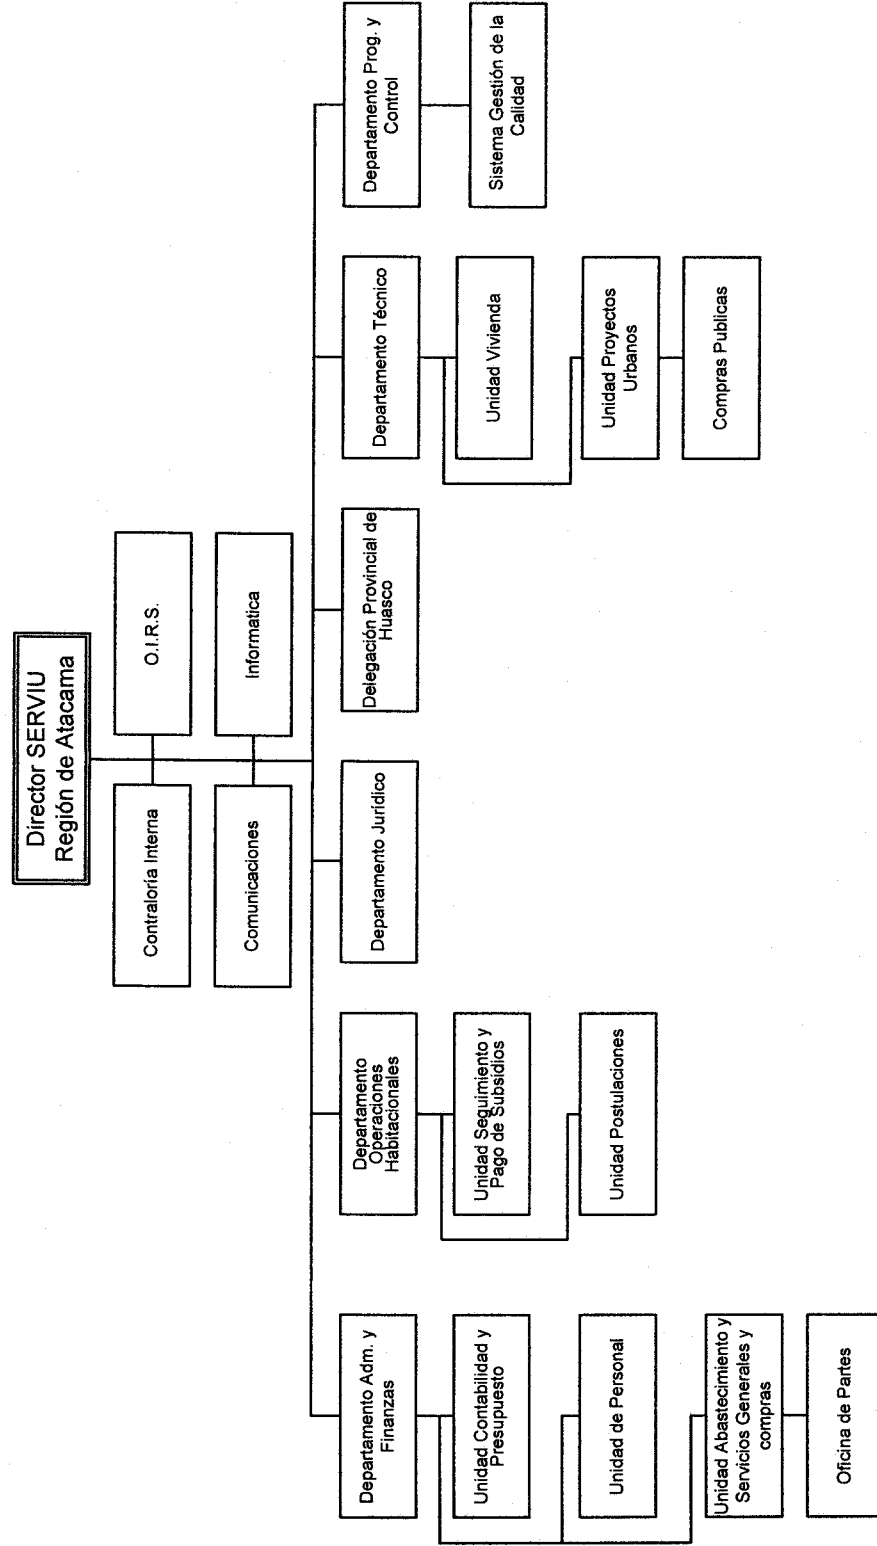 Director SERVIU
Región de Atacama
Contraloría Interna
O.I.R.S.
Comunicaciones
Informatica
Departamento Adm. y
Finanzas
Departamento
Operaciones
Habitacionales
Departamento Jurídico
Delegación Provincial de
Huasco
Departamento Técnico
Departamento Prog. y
Control
Unidad Contabilidad y
Presupuesto
Unidad Seguimiento y
Pago de Subsidios
Unidad Vivienda
Sistema Gestión de la
Calidad
Unidad de Personal
Unidad Postulaciones
Unidad Proyectos
Urbanos
Unidad Abastecimiento y
Servicios Generales y
compras
Compras Publicas
Oficina de Partes